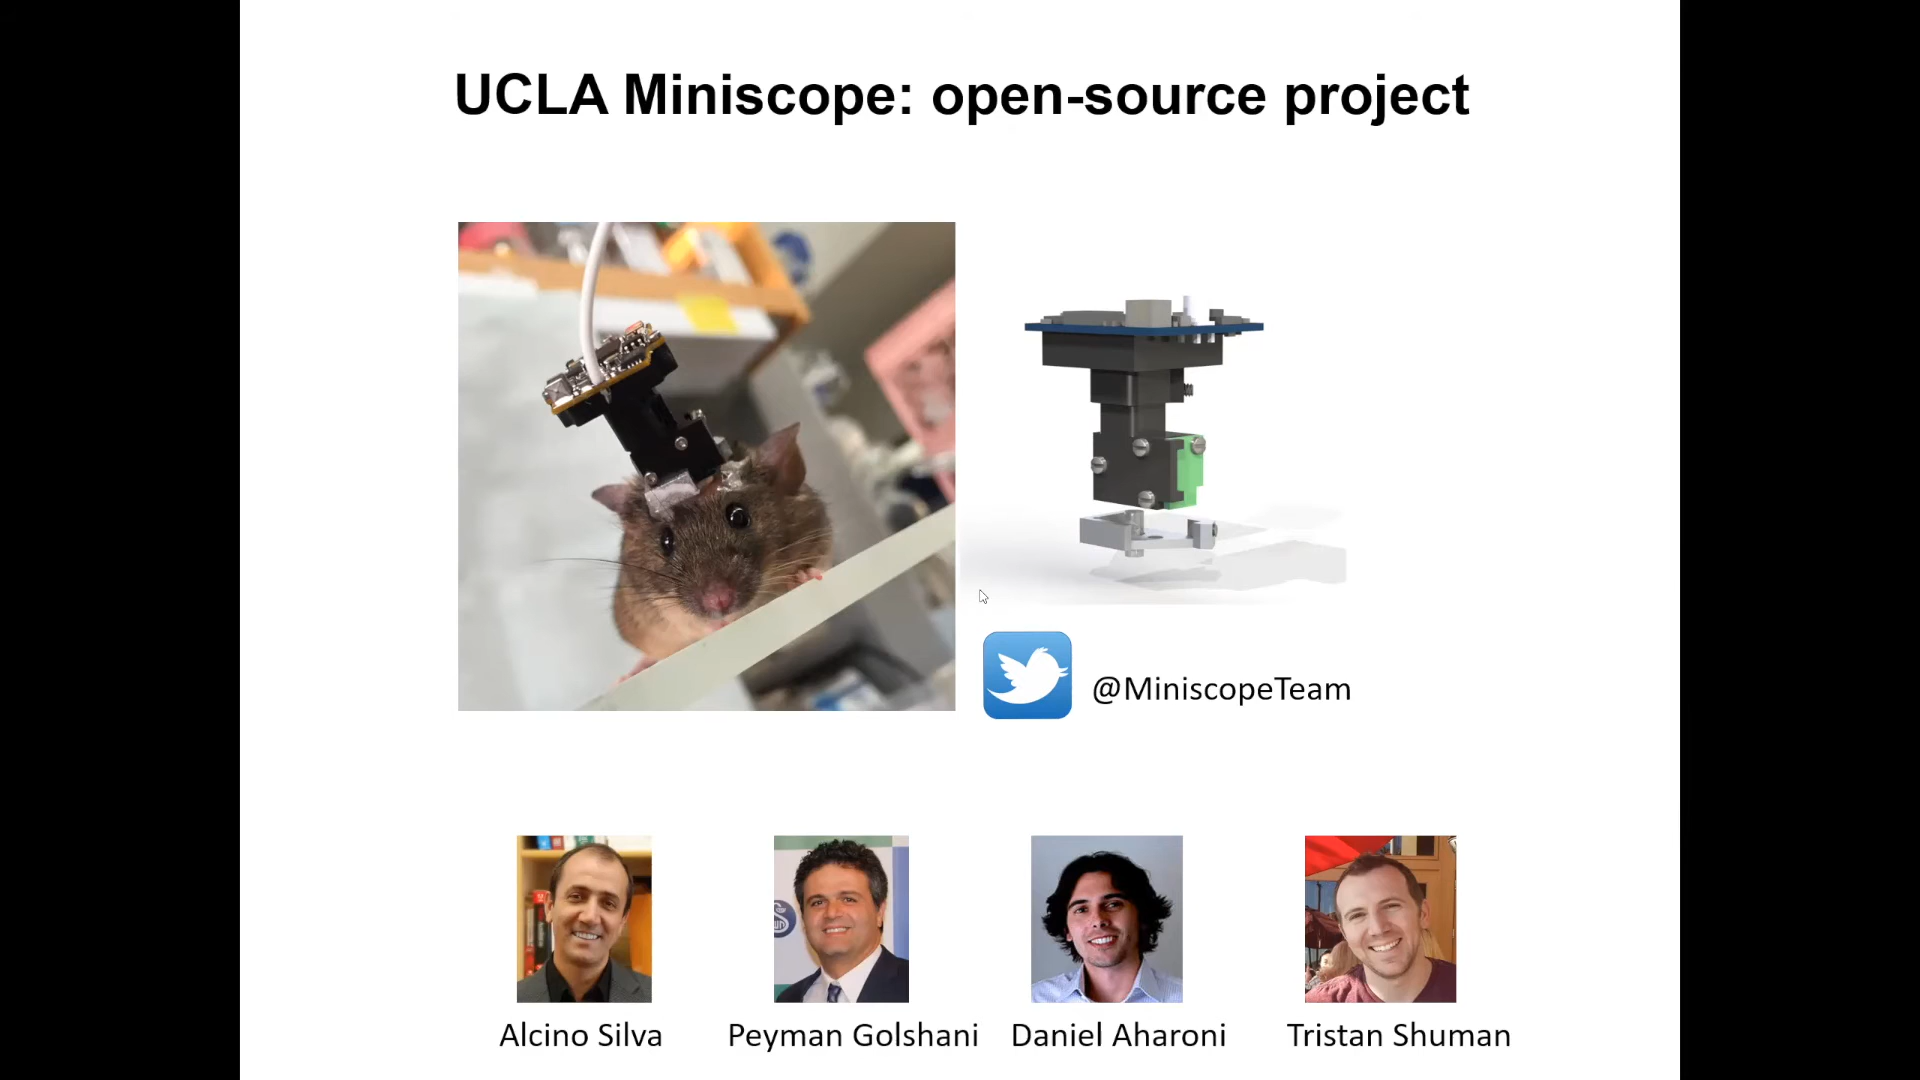 UCLA Miniscope: open-source project
@MiniscopeTeam
Alcino Silva
Peyman Golshani
Daniel Aharoni
Tristan Shuman